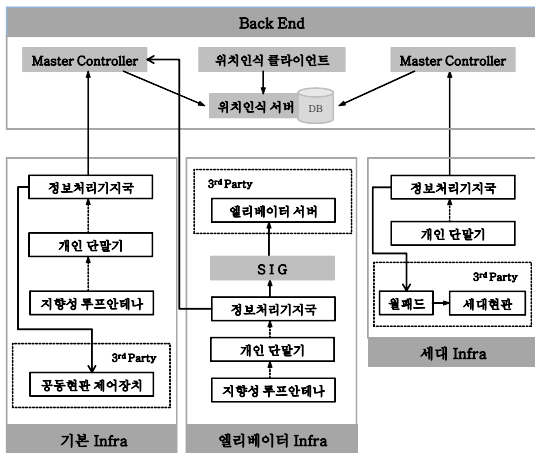 Back End
Master Controller
위치인식 클라이언트
Master Controller
위치인식 서버
DB
정보처리기지국
개인 단말기
지향성 루프안테나
3rd Party
공동현관 제어장치
기본 Infra
3rd Party
엘리베이터 서버
SIG
정보처리기지국
개인 단말기
지향성 루프안테나
엘리베이터 Infra
정보처리기지국
개인 단말기
3rd Party
월패드
세대현관
세대 Infra